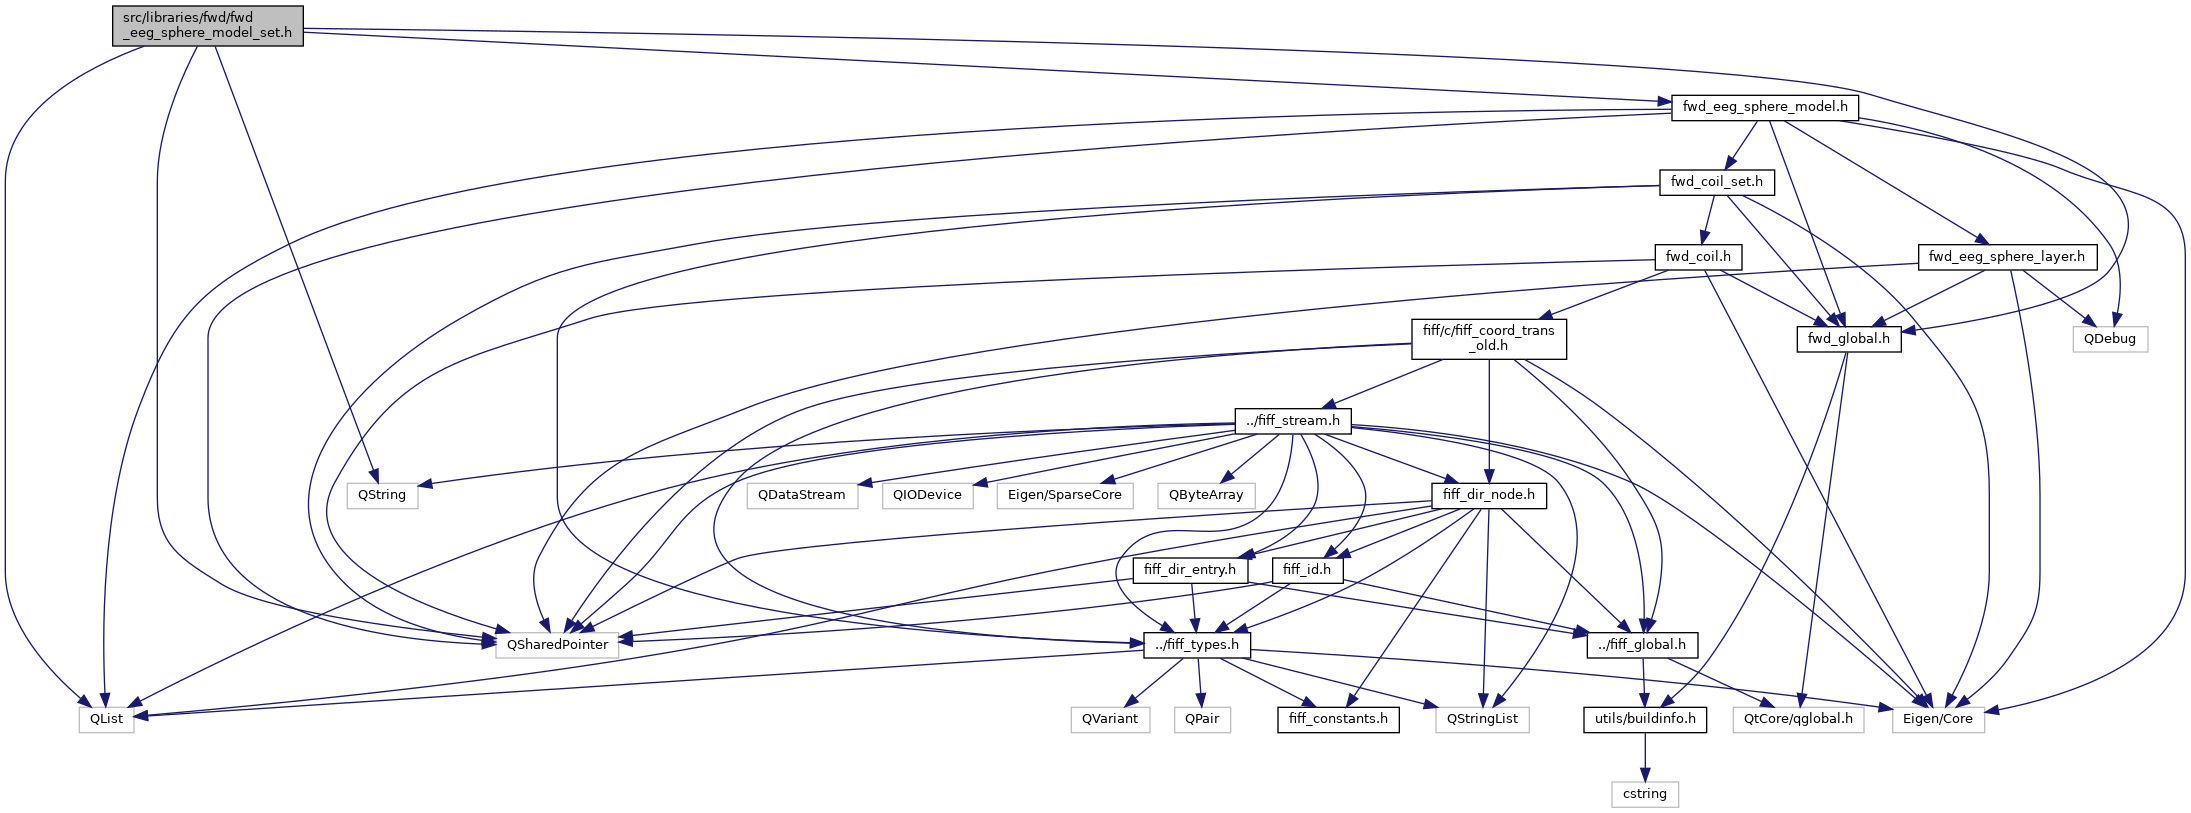 src/libraries/fwd/fwd
_eeg_sphere_model_set.h
fwd_eeg_sphere_model.h
fwd_coil_set.h
fwd_coil.h
fwd_eeg_sphere_layer.h
fiff/c/fiff_coord_trans
_old.h
fwd_global.h
QDebug
../fiff_stream.h
QString
QDataStream
QIODevice
Eigen/SparseCore
QByteArray
fiff_dir_node.h
fiff_dir_entry.h
fiff_id.h
QSharedPointer
../fiff_types.h
../fiff_global.h
QList
QVariant
QPair
fiff_constants.h
QStringList
utils/buildinfo.h
QtCore/qglobal.h
Eigen/Core
cstring